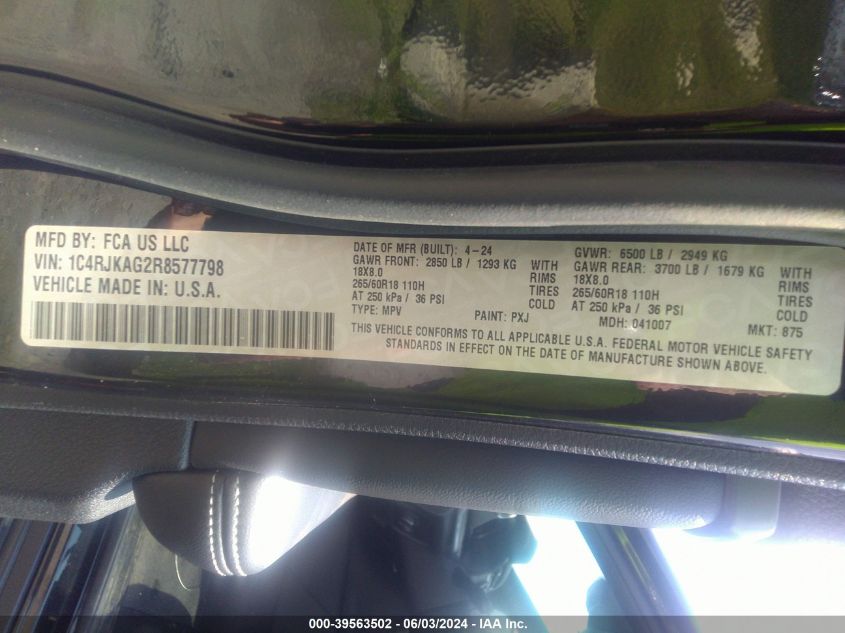 MFD BY: FCA US LLC
VIN: 1C4RJKAG2R8577798
VEHICLE MADE IN: U.S.A.
DATE OF MFR (BUILT): 4-24
GAWR FRONT: 2850 LB / 1293 KG
18X8.0 RIMS
265/60R18 110H TIRES
AT 250 kPa / 36 PSI COLD
TYPE: MPV PAINT: PXJ
GVWR: 6500 LB / 2949 KG
GAWR REAR: 3700 LB / 1679 KG
18X8.0 RIMS
265/60R18 110H TIRES
AT 250 kPa / 36 PSI COLD
MDH: 041007 MKT: 875
THIS VEHICLE CONFORMS TO ALL APPLICABLE U.S.A. FEDERAL MOTOR VEHICLE SAFETY
STANDARDS IN EFFECT ON THE DATE OF MANUFACTURE SHOWN ABOVE.
000-39563502 - 06/03/2024 - IAA Inc.